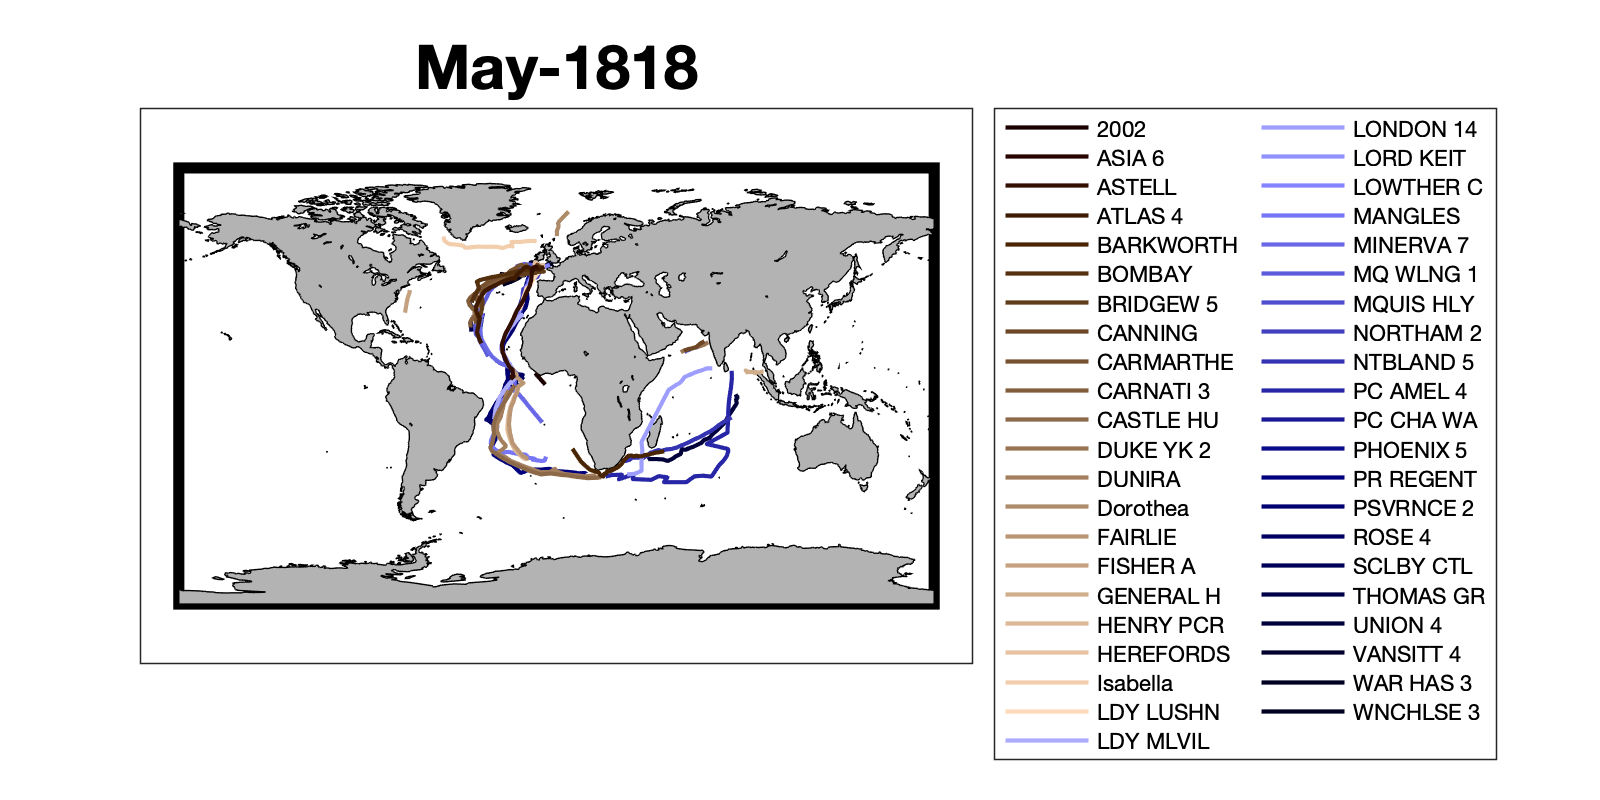 May-1818
2002
ASIA 6
ASTELL
ATLAS 4
BARKWORTH
BOMBAY
BRIDGEW 5
CANNING
CARMARTHE
CARNATI 3
CASTLE HU
DUKE YK 2
DUNIRA
Dorothea
FAIRLIE
FISHER A
GENERAL H
HENRY PCR
HEREFORDS
Isabella
LDY LUSHN
LDY MLVIL
LONDON 14
LORD KEIT
LOWTHER C
MANGLES
MINERVA 7
MQ WLNG 1
MQUIS HLY
NORTHAM 2
NTBLAND 5
PC AMEL 4
PC CHA WA
PHOENIX 5
PR REGENT
PSVRNCE 2
ROSE 4
SCLBY CTL
THOMAS GR
UNION 4
VANSITT 4
WAR HAS 3
WNCHLSE 3